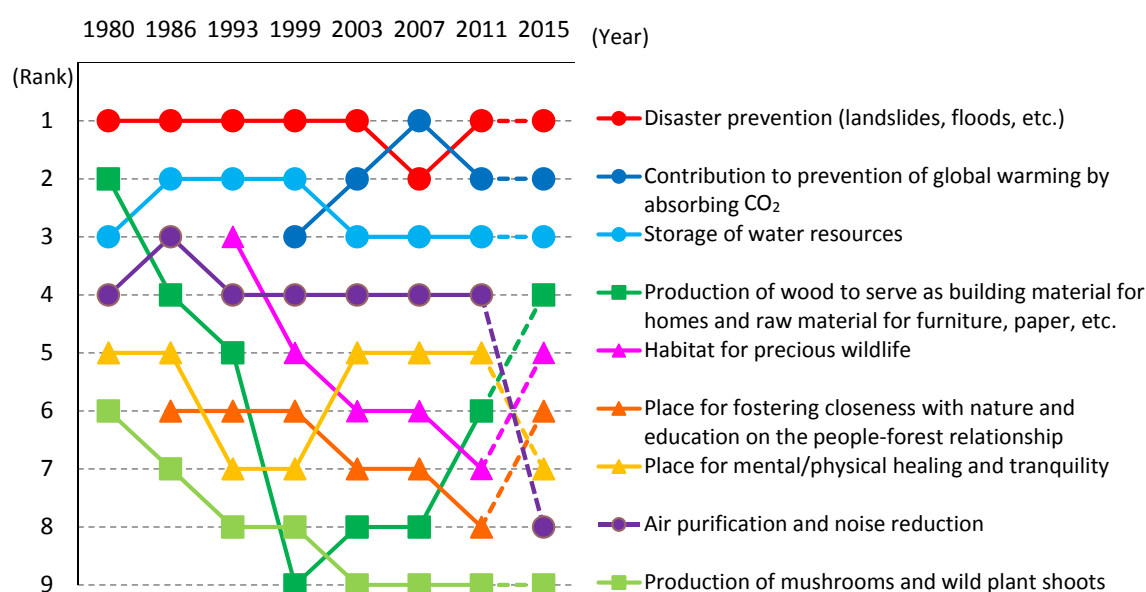 1980 1986 1993 1999 2003 2007 2011 2015 (Year)
(Rank)
1
Disaster prevention (landslides, floods, etc.)
2
Contribution to prevention of global warming by
absorbing CO₂
3
Storage of water resources
4
Production of wood to serve as building material for
homes and raw material for furniture, paper, etc.
5
Habitat for precious wildlife
6
Place for fostering closeness with nature and
education on the people-forest relationship
7
Place for mental/physical healing and tranquility
8
Air purification and noise reduction
9
Production of mushrooms and wild plant shoots